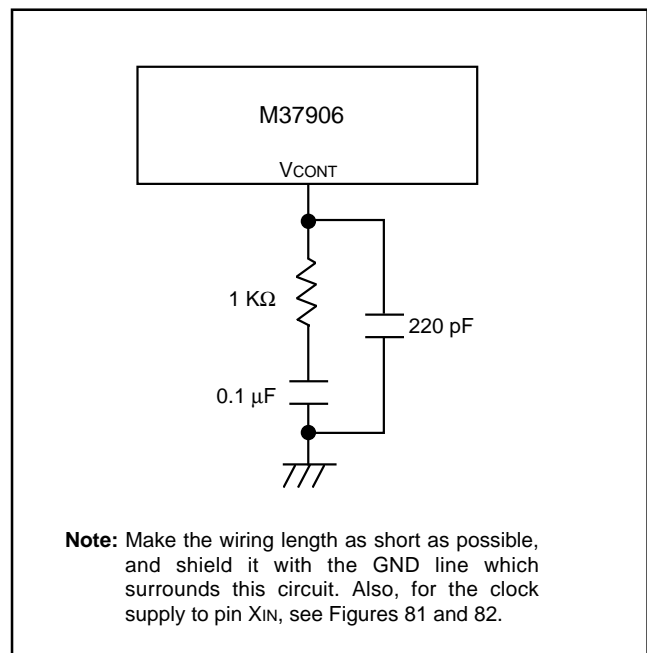 M37906
VCONT
1 KΩ
220 pF
0.1 µF
Note: Make the wiring length as short as possible,
and shield it with the GND line which
surrounds this circuit. Also, for the clock
supply to pin XIN, see Figures 81 and 82.